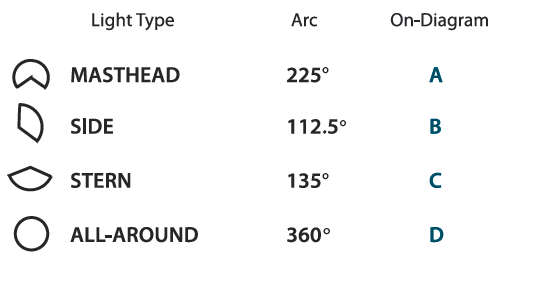 Light Type Arc On-Diagram
MASTHEAD 225° A
SIDE 112.5° B
STERN 135° C
ALL-AROUND 360° D